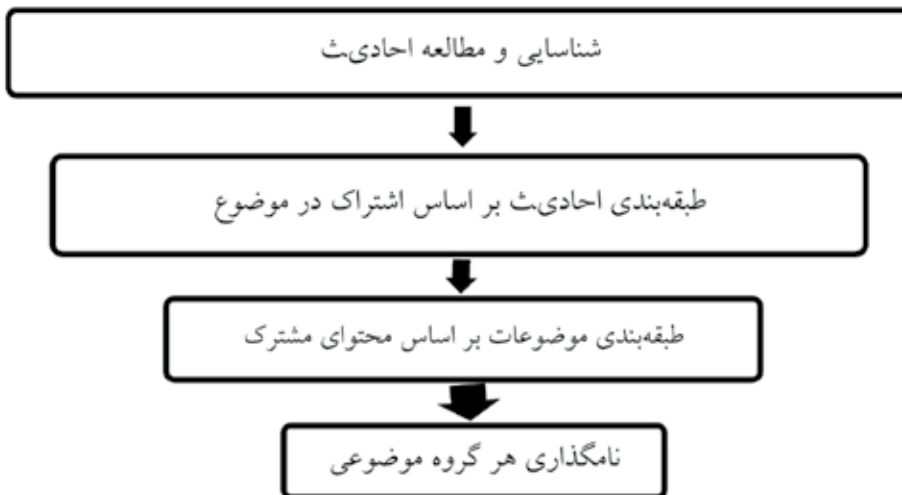 شناسایی و مطالعه احادیث
طبقه‌بندی احادیث بر اساس اشتراک در موضوع
طبقه‌بندی موضوعات بر اساس محتوای مشترک
نامگذاری هر گروه موضوعی